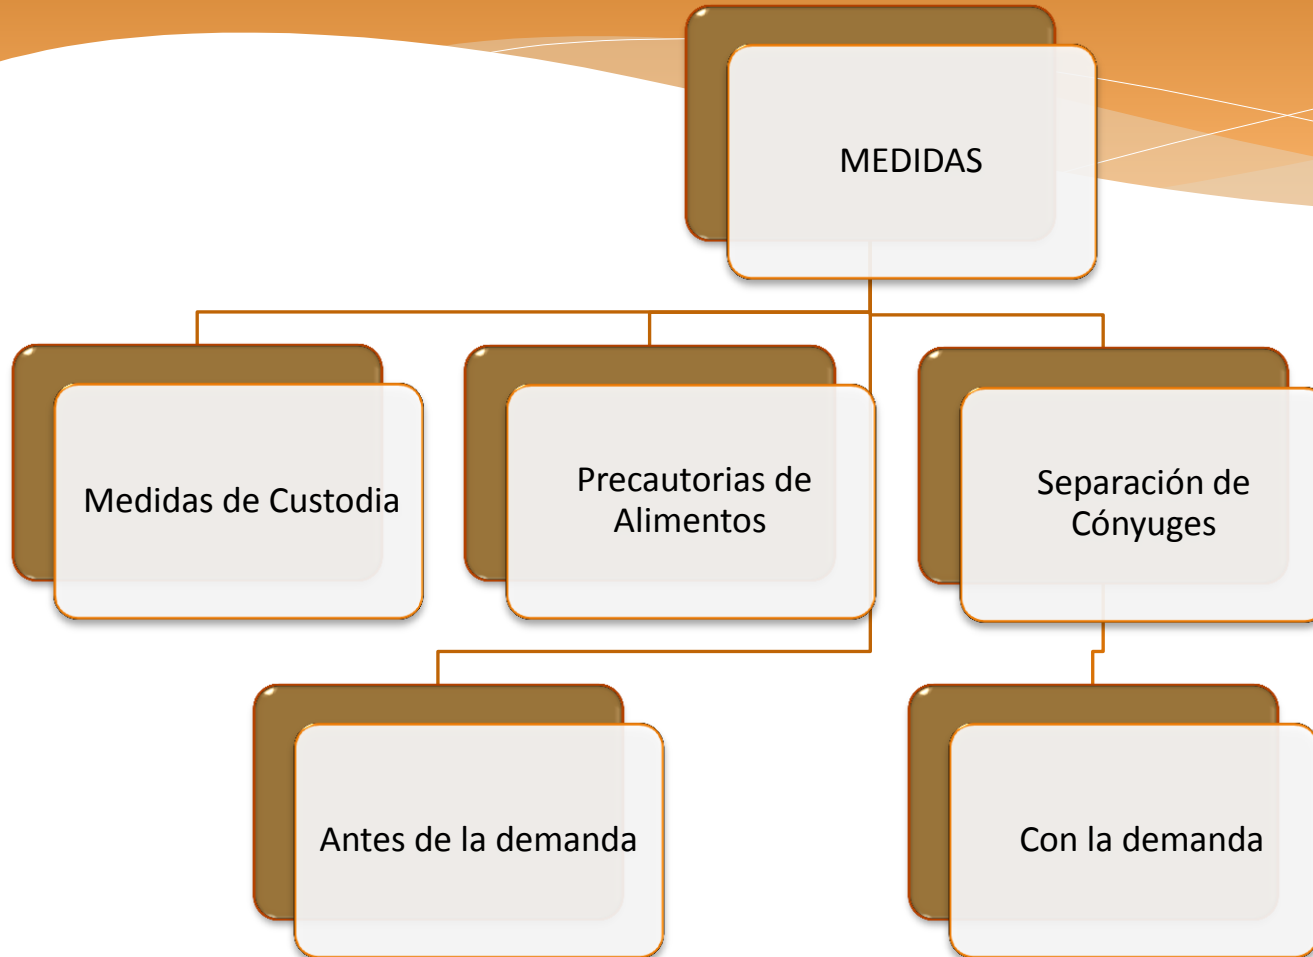 MEDIDAS
Medidas de Custodia
Precautorias de
Alimentos
Separación de
Cónyuges
Antes de la demanda
Con la demanda